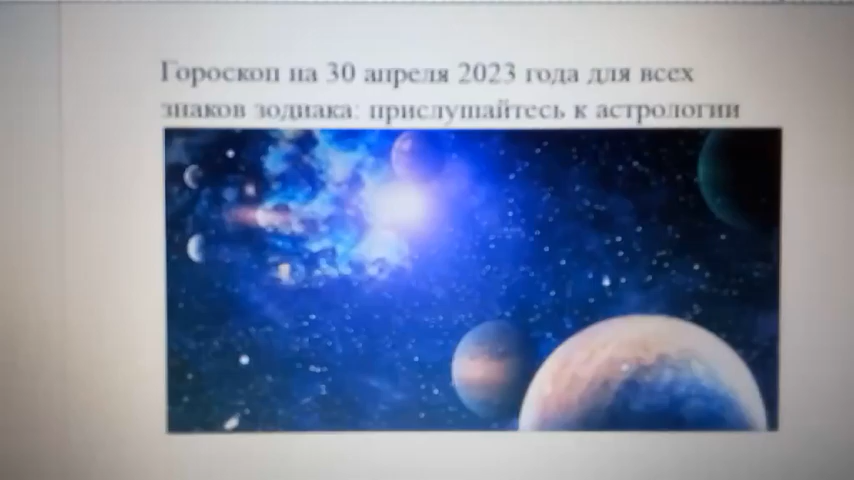 Гороскоп на 30 апреля 2023 года для всех
знаков зодиака: прислушайтесь к астрологии